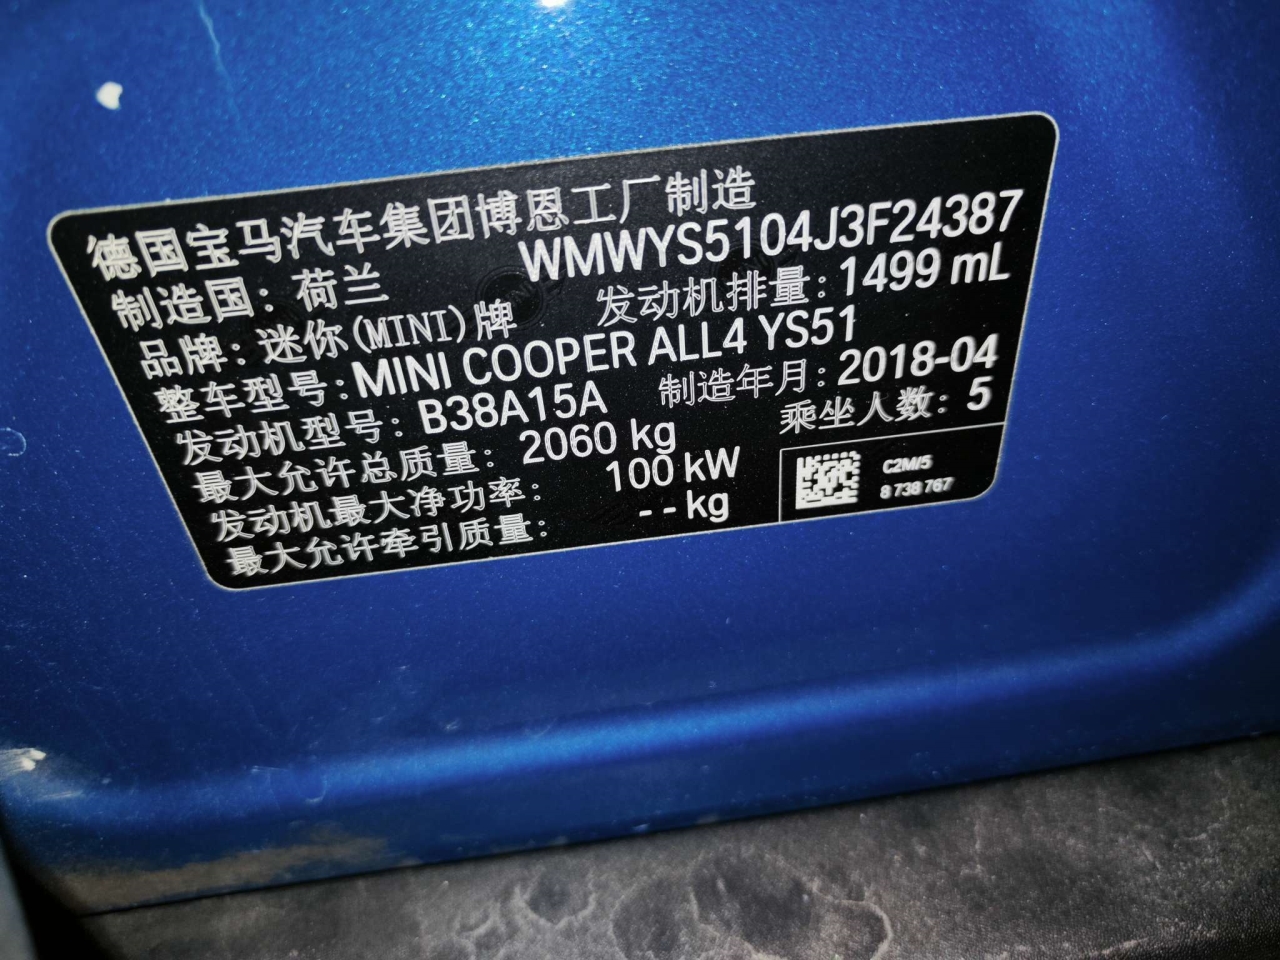 德国宝马汽车集团博恩工厂制造
制造国：荷兰 WMWYS5104J3F24387
品牌：迷你(MINI)牌 发动机排量：1499 mL
整车型号：MINI COOPER ALL4 YS51
发动机型号：B38A15A 制造年月：2018-04
最大允许总质量：2060 kg 乘坐人数：5
发动机最大净功率：100 kW
最大允许牵引质量：--kg
C2M/5
8 738 767